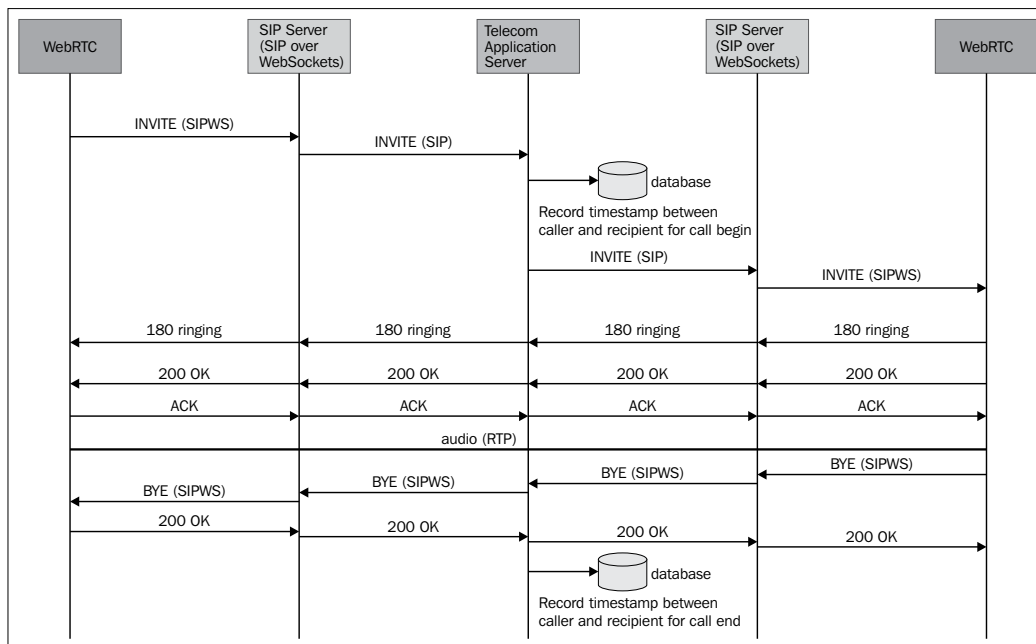 WebRTC
SIP Server
(SIP over
WebSockets)
Telecom
Application
Server
SIP Server
(SIP over
WebSockets)
WebRTC
INVITE (SIPWS)
INVITE (SIP)
database
Record timestamp between
caller and recipient for call begin
INVITE (SIP)
INVITE (SIPWS)
180 ringing
180 ringing
180 ringing
180 ringing
200 OK
200 OK
200 OK
200 OK
ACK
ACK
ACK
ACK
audio (RTP)
BYE (SIPWS)
BYE (SIPWS)
BYE (SIPWS)
BYE (SIPWS)
200 OK
200 OK
200 OK
200 OK
database
Record timestamp between
caller and recipient for call end